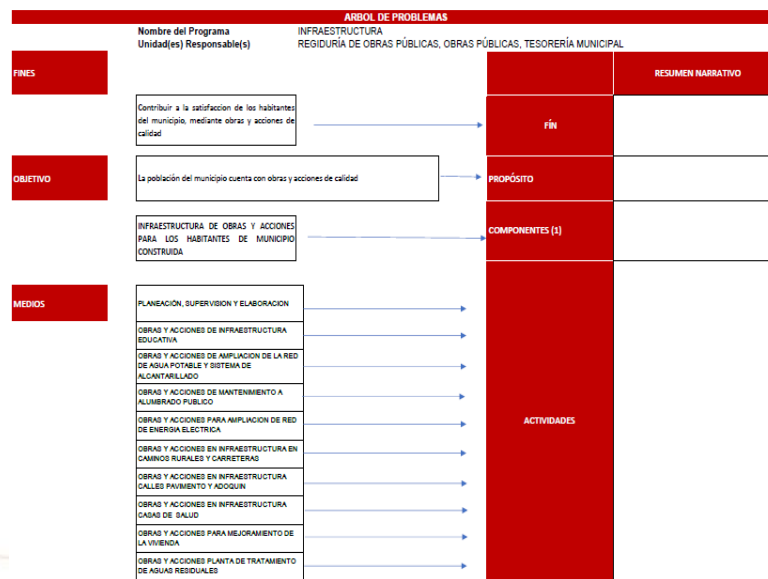 ARBOL DE PROBLEMAS
Nombre del Programa INFRAESTRUCTURA
Unidad(es) Responsable(s) REGIDURÍA DE OBRAS PÚBLICAS, OBRAS PÚBLICAS, TESORERÍA MUNICIPAL
FINES
RESUMEN NARRATIVO
Contribuir a la satisfaccion de los habitantes
del municipio, mediante obras y acciones de
calidad
FÍN
OBJETIVO
La población del municipio cuenta con obras y acciones de calidad
PROPÓSITO
INFRAESTRUCTURA DE OBRAS Y ACCIONES
PARA LOS HABITANTES DE MUNICIPIO
CONSTRUIDA
COMPONENTES (1)
MEDIOS
PLANEACIÓN, SUPERVISION Y ELABORACION
OBRAS Y ACCIONES DE INFRAESTRUCTURA
EDUCATIVA
OBRAS Y ACCIONES DE AMPLIACION DE LA RED
DE AGUA POTABLE Y SISTEMA DE
ALCANTARILLADO
OBRAS Y ACCIONES DE MANTENIMIENTO A
ALUMBRADO PUBLICO
OBRAS Y ACCIONES PARA AMPLIACION DE RED
DE ENERGIA ELECTRICA
ACTIVIDADES
OBRAS Y ACCIONES EN INFRAESTRUCTURA EN
CAMINOS RURALES Y CARRETERAS
OBRAS Y ACCIONES EN INFRAESTRUCTURA
CALLES PAVIMENTO Y ADOQUIN
OBRAS Y ACCIONES EN INFRAESTRUCTURA
CASAS DE SALUD
OBRAS Y ACCIONES PARA MEJORAMIENTO DE
LA VIVIENDA
OBRAS Y ACCIONES PLANTA DE TRATAMIENTO
DE AGUAS RESIDUALES